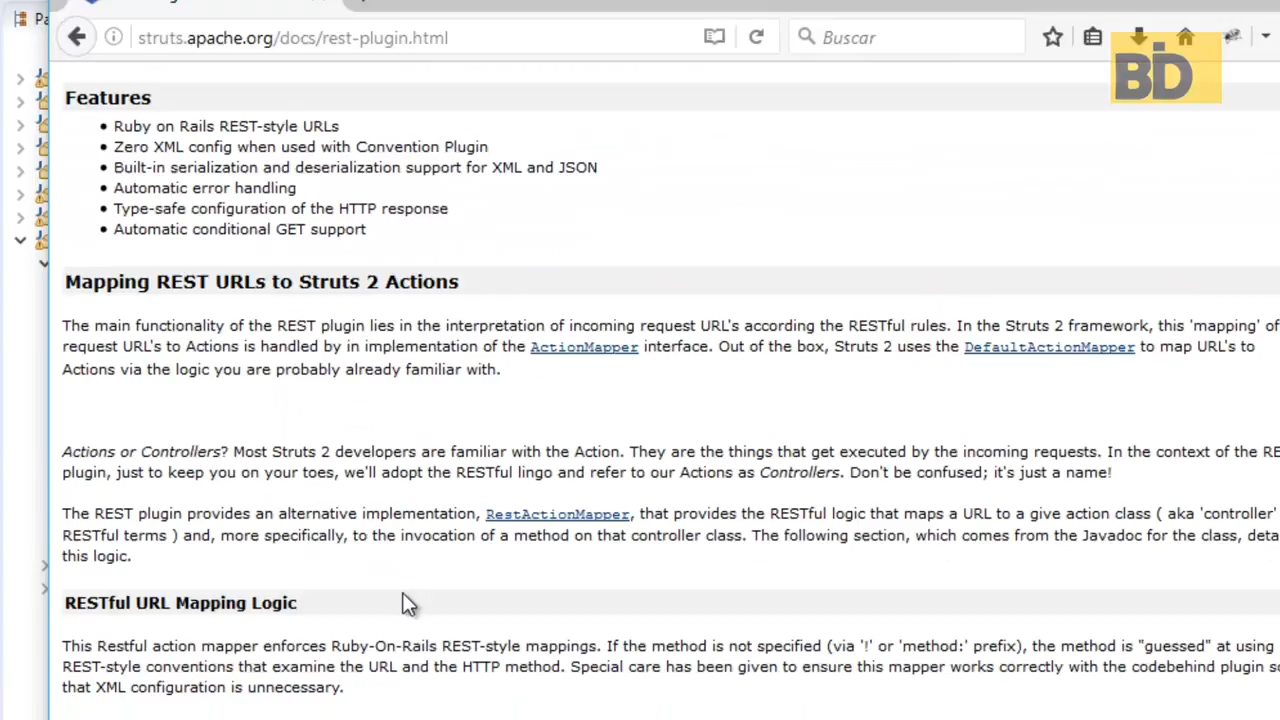 Pa
struts.apache.org/docs/rest-plugin.html
Buscar
BD
Features
Ruby on Rails REST-style URLs
Zero XML config when used with Convention Plugin
Built-in serialization and deserialization support for XML and JSON
Automatic error handling
Type-safe configuration of the HTTP response
Automatic conditional GET support
Mapping REST URLs to Struts 2 Actions
The main functionality of the REST plugin lies in the interpretation of incoming request URL's according the RESTful rules. In the Struts 2 framework, this 'mapping' of
request URL's to Actions is handled by in implementation of the ActionMapper interface. Out of the box, Struts 2 uses the DefaultActionMapper to map URL's to
Actions via the logic you are probably already familiar with.
Actions or Controllers? Most Struts 2 developers are familiar with the Action. They are the things that get executed by the incoming requests. In the context of the RE
plugin, just to keep you on your toes, we'll adopt the RESTful lingo and refer to our Actions as Controllers. Don't be confused; it's just a name!
The REST plugin provides an alternative implementation, RestActionMapper, that provides the RESTful logic that maps a URL to a give action class ( aka 'controller'
RESTful terms ) and, more specifically, to the invocation of a method on that controller class. The following section, which comes from the Javadoc for the class, deta
this logic.
RESTful URL Mapping Logic
This Restful action mapper enforces Ruby-On-Rails REST-style mappings. If the method is not specified (via '!' or 'method:' prefix), the method is "guessed" at using
REST-style conventions that examine the URL and the HTTP method. Special care has been given to ensure this mapper works correctly with the codebehind plugin so
that XML configuration is unnecessary.